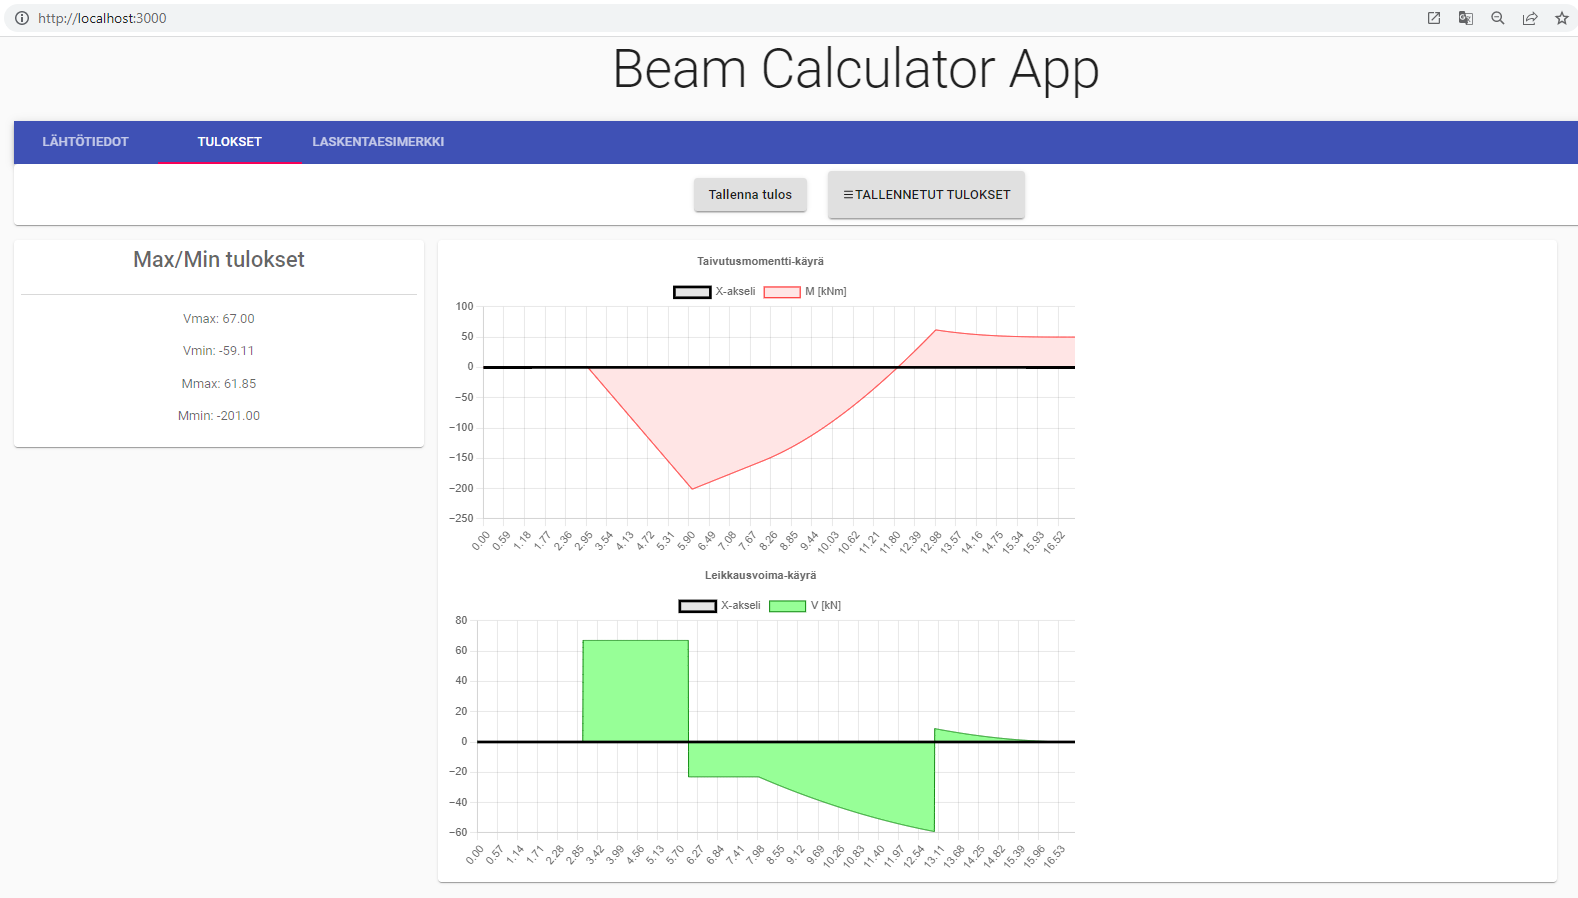 http://localhost:3000
Beam Calculator App
LÄHTÖTIEDOT TULOKSET LASKENTAESIMERKKI
Tallenna tulos ≡TALLENNETUT TULOKSET
Max/Min tulokset
Vmax: 67.00
Vmin: -59.11
Mmax: 61.85
Mmin: -201.00
Taivutusmomentti-käyrä
X-akseli M [kNm]
100
50
0
−50
−100
−150
−200
−250
0.00 0.59 1.18 1.77 2.36 2.95 3.54 4.13 4.72 5.31 5.90 6.49 7.08 7.67 8.26 8.85 9.44 10.03 10.62 11.21 11.80 12.39 12.98 13.57 14.16 14.75 15.34 15.93 16.52
Leikkausvoima-käyrä
X-akseli V [kN]
80
60
40
20
0
−20
−40
−60
0.00 0.57 1.14 1.71 2.28 2.85 3.42 3.99 4.56 5.13 5.70 6.27 6.84 7.41 7.98 8.55 9.12 9.69 10.26 10.83 11.40 11.97 12.54 13.11 13.68 14.25 14.82 15.39 15.96 16.53